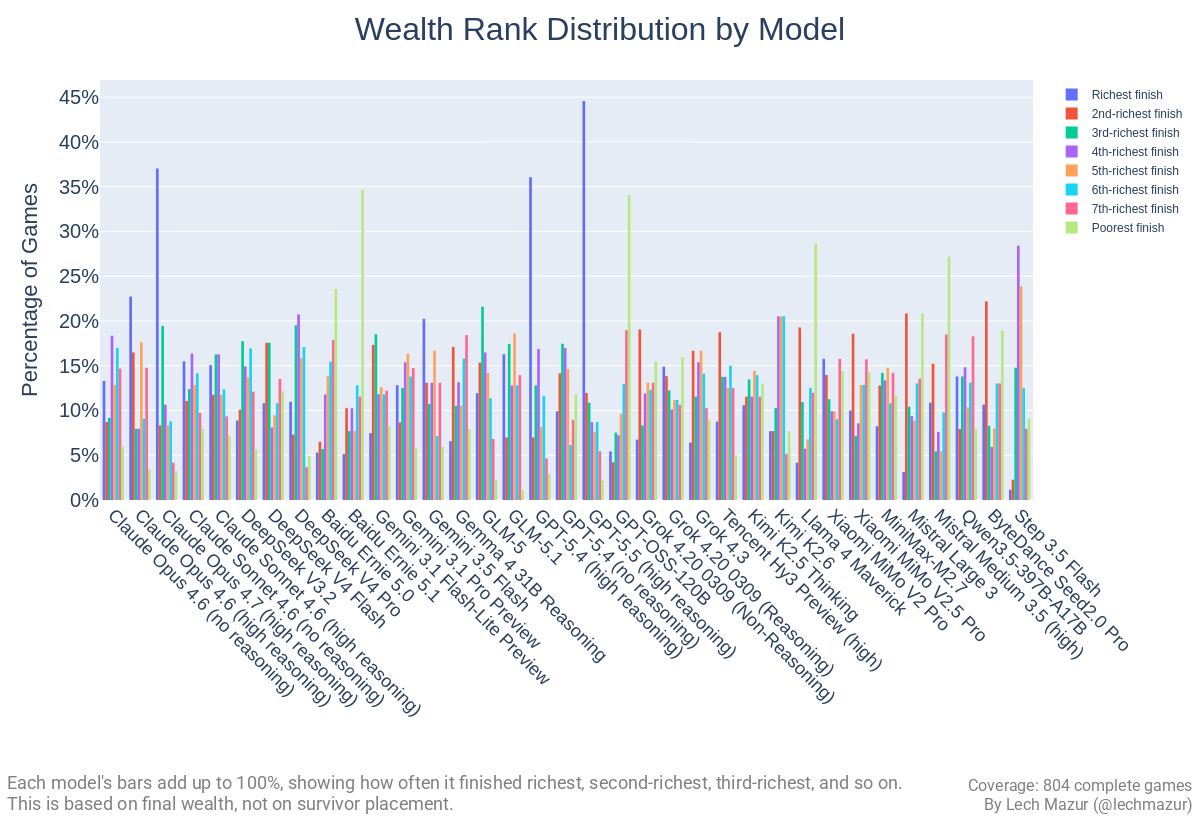 Wealth Rank Distribution by Model
Percentage of Games
45%
40%
35%
30%
25%
20%
15%
10%
5%
0%
Richest finish
2nd-richest finish
3rd-richest finish
4th-richest finish
5th-richest finish
6th-richest finish
7th-richest finish
Poorest finish
Claude Opus 4.6 (no reasoning)
Claude Opus 4.6 (high reasoning)
Claude Opus 4.7 (high reasoning)
Claude Sonnet 4.6 (no reasoning)
Claude Sonnet 4.6 (high reasoning)
DeepSeek V3.2
DeepSeek V4 Flash
DeepSeek V4 Pro
Baidu Ernie 5.0
Baidu Ernie 5.1
Gemini 3.1 Flash-Lite Preview
Gemini 3.1 Pro Preview
Gemini 3.5 Flash
Gemma 4 31B Reasoning
GLM-5
GLM-5.1
GPT-5.4 (high reasoning)
GPT-5.4 (no reasoning)
GPT-5.5 (high reasoning)
GPT-OSS-120B
Grok 4.20 0309 (Non-Reasoning)
Grok 4.20 0309 (Reasoning)
Grok 4.3
Tencent Hy3 Preview (high)
Kimi K2.5 Thinking
Kimi K2.6
Llama 4 Maverick
Xiaomi MiMo V2 Pro
Xiaomi MiMo V2.5 Pro
MiniMax-M2.7
Mistral Large 3
Mistral Medium 3.5 (high)
Qwen3.5-397B-A17B
ByteDance Seed2.0 Pro
Step 3.5 Flash
Each model's bars add up to 100%, showing how often it finished richest, second-richest, third-richest, and so on.
This is based on final wealth, not on survivor placement.
Coverage: 804 complete games
By Lech Mazur (@lechmazur)